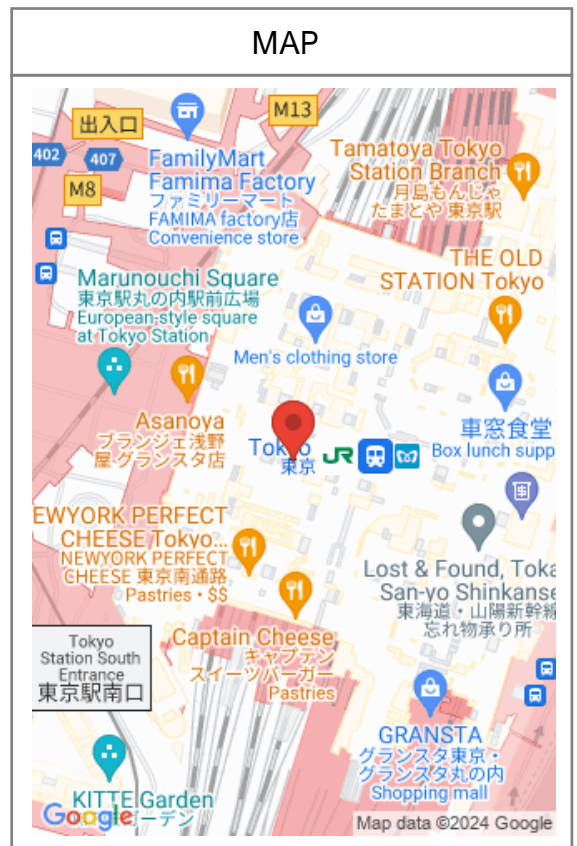 MAP
出入口
M13
402
407
M8
FamilyMart
Famima Factory
ファミリーマート
FAMIMA factory店
Convenience store
Tamatoya Tokyo
Station Branch
月島もんじゃ
たまとや 東京駅
THE OLD
STATION Tokyo
Marunouchi Square
東京駅丸の内駅前広場
European-style square
at Tokyo Station
Men's clothing store
Asanoya
ブランジェ浅野
屋 グランスタ店
Tokyo
東京
JR
車窓食堂
Box lunch supp
EWYORK PERFECT
CHEESE Tokyo...
NEWYORK PERFECT
CHEESE 東京南通路
Pastries・$$
Lost & Found, Toka
San-yo Shinkanse
東海道・山陽新幹線
忘れ物承り所
Tokyo
Station South
Entrance
東京駅南口
Captain Cheese
キャプテン
スイーツバーガー
Pastries
GRANSTA
グランスタ東京・
グランスタ丸の内
Shopping mall
KITTE Garden
ーデン
Google
Map data ©2024 Google